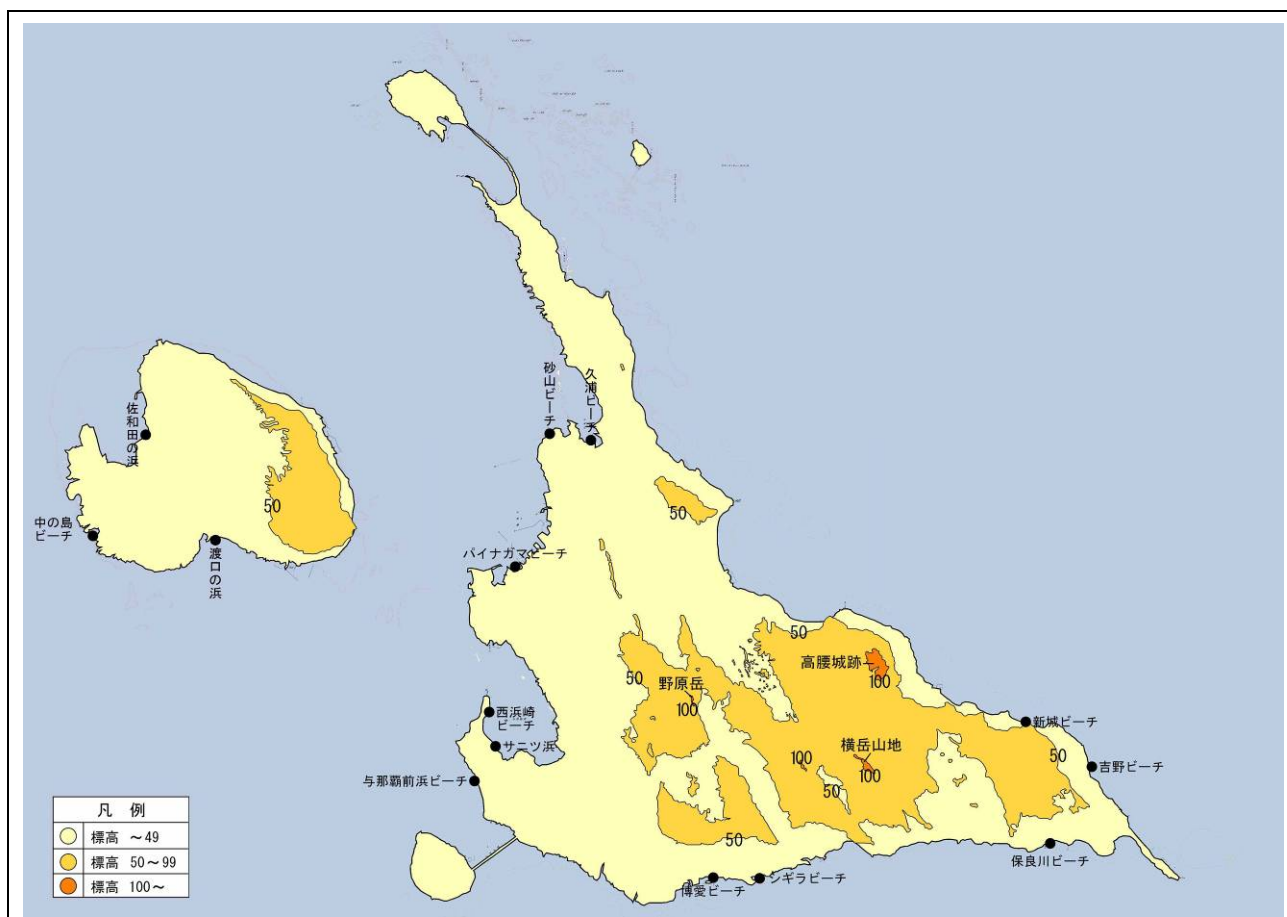 砂山ビーチ
久浦ビーチ
佐和田の浜
50
50
中の島
ビーチ
渡口の浜
パイナガマビーチ
50
高腰城跡
100
50
野原岳
100
西浜崎
ビーチ
新城ビーチ
サニツ浜
横岳山地
100
100
50
吉野ビーチ
与那覇前浜ビーチ
50
50
凡 例
標高 ～49
標高 50～99
標高 100～
保良川ビーチ
博愛ビーチ
シギラビーチ